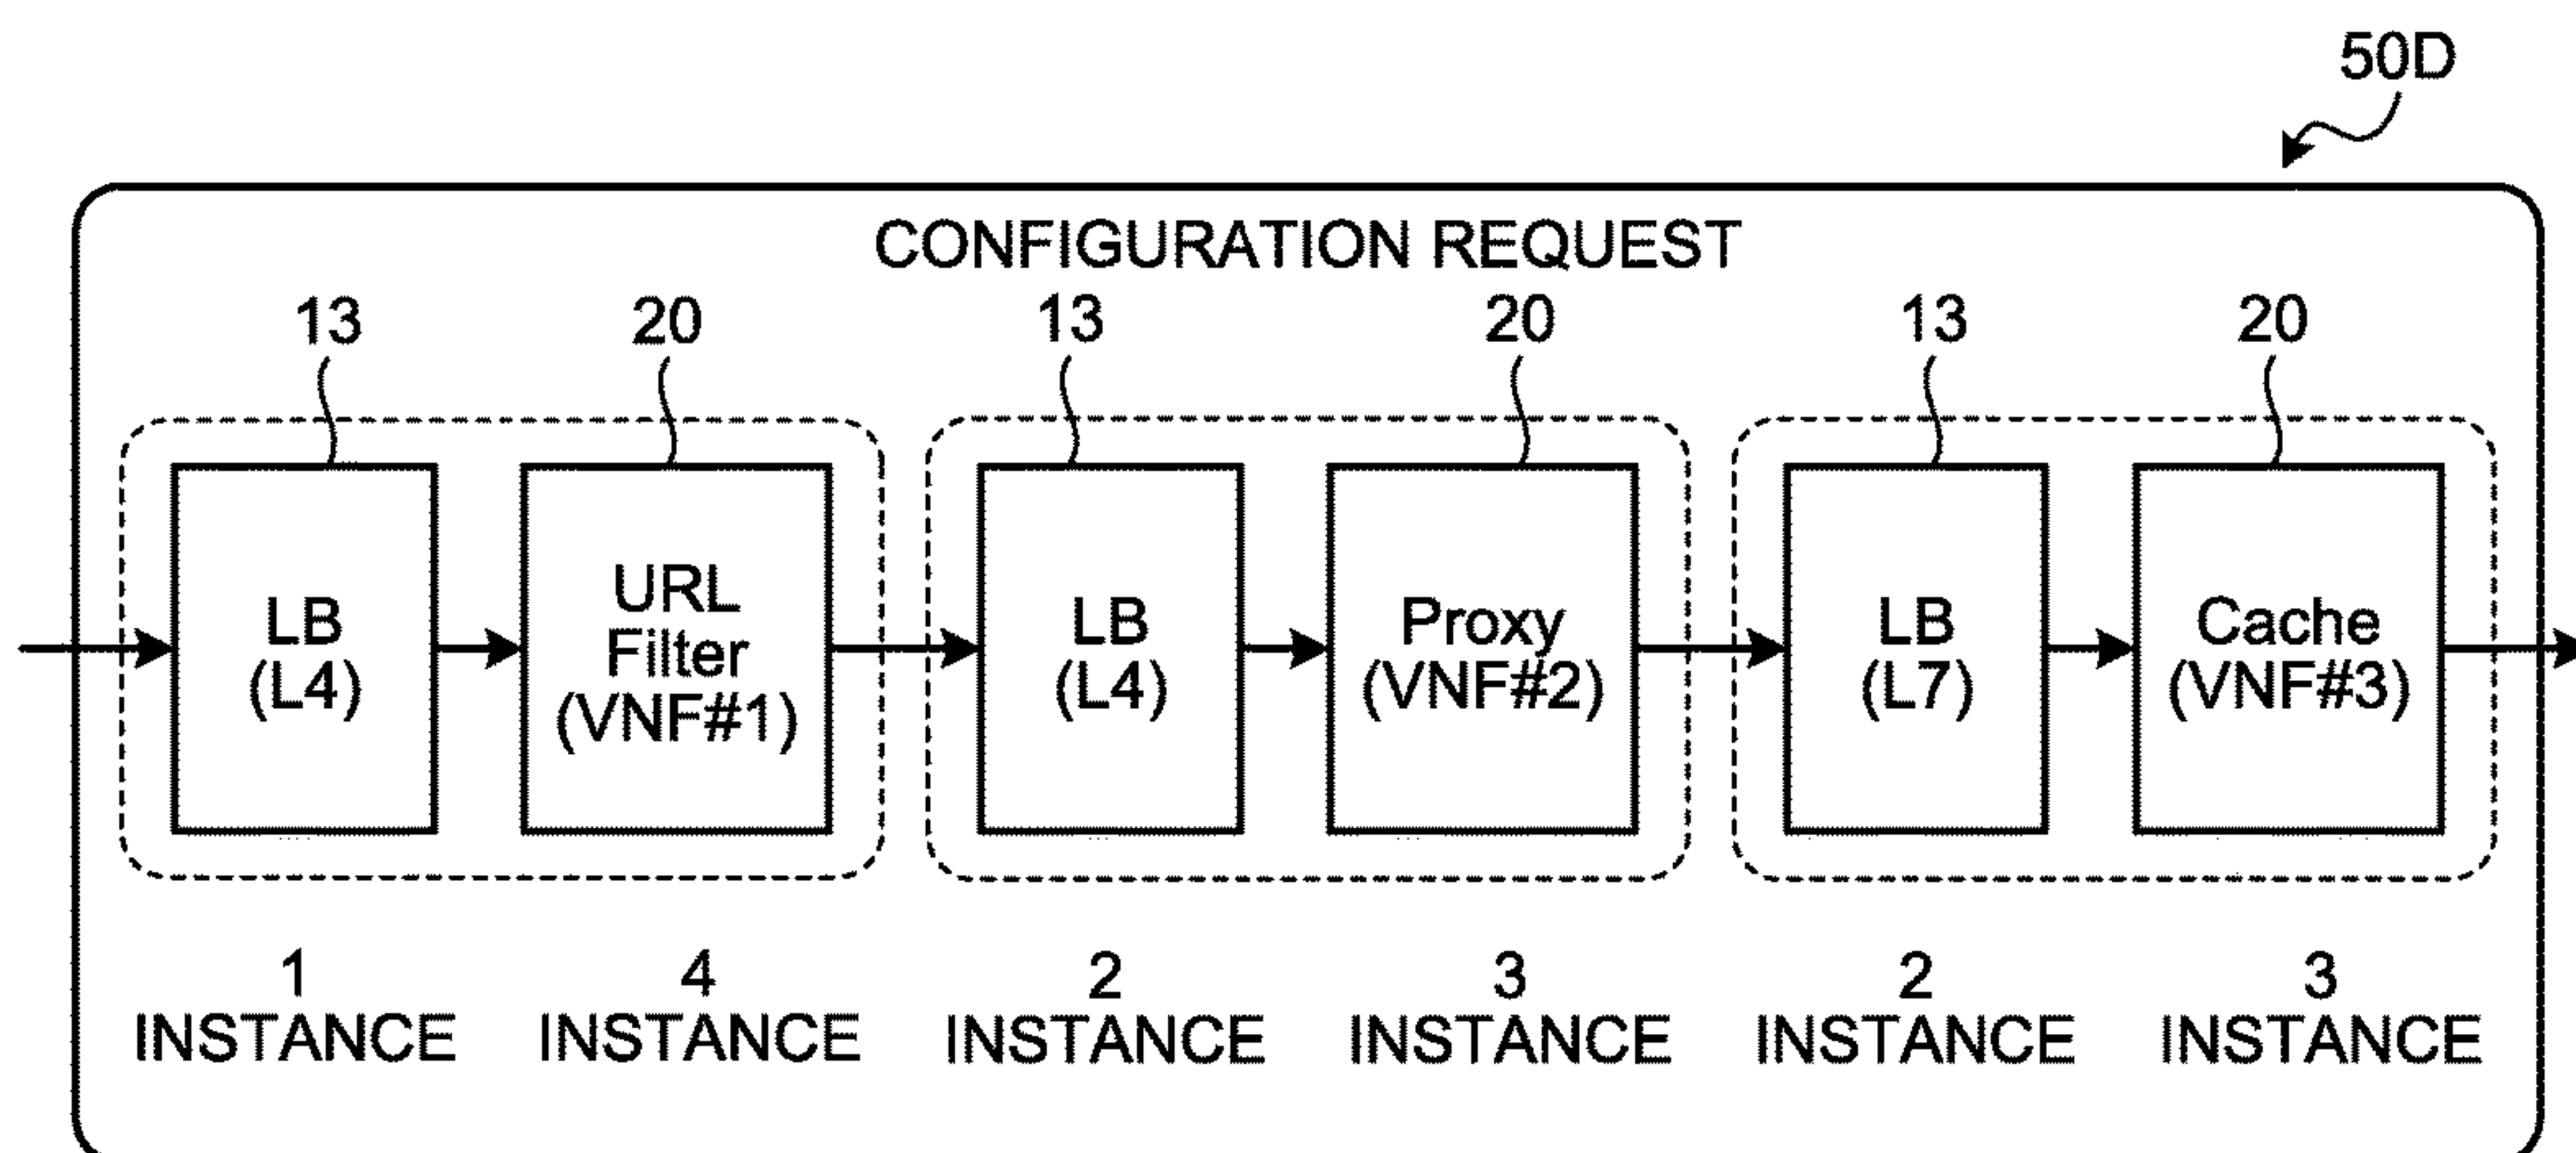 50D
CONFIGURATION REQUEST
13
20
13
20
13
20
LB
(L4)
URL
Filter
(VNF#1)
LB
(L4)
Proxy
(VNF#2)
LB
(L7)
Cache
(VNF#3)
1
INSTANCE
4
INSTANCE
2
INSTANCE
3
INSTANCE
2
INSTANCE
3
INSTANCE